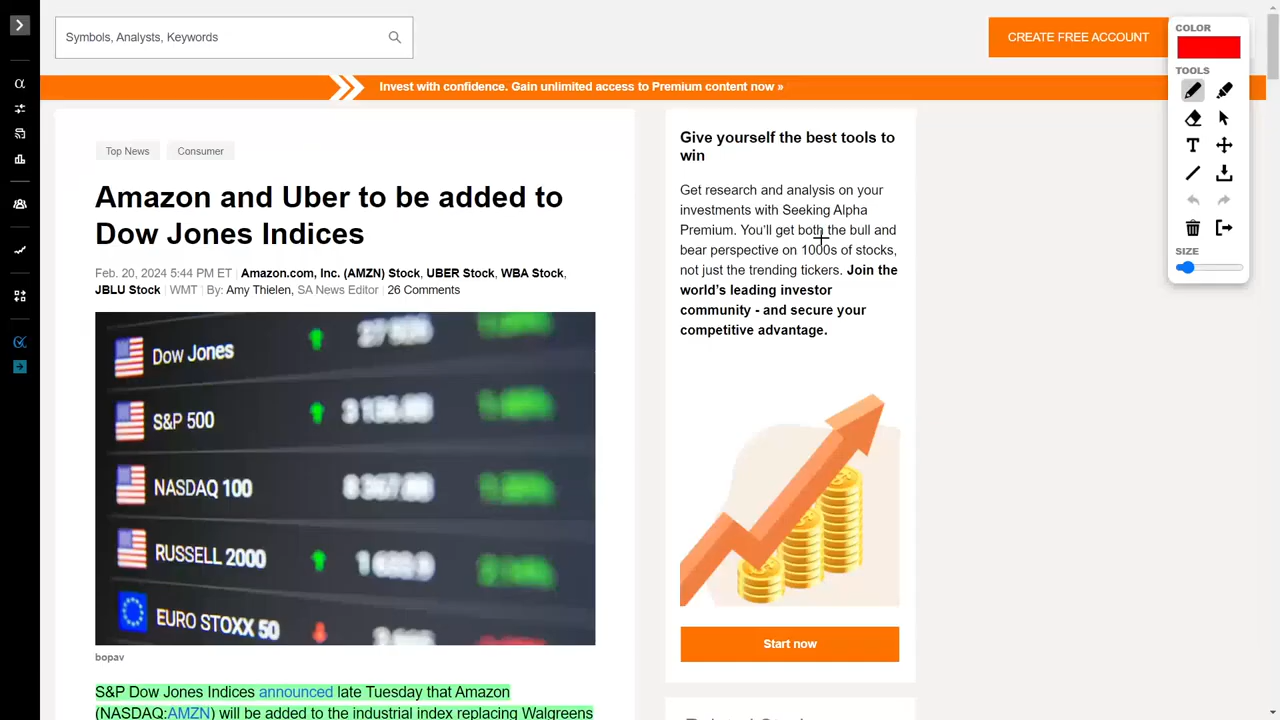 Symbols, Analysts, Keywords
CREATE FREE ACCOUNT
COLOR
TOOLS
SIZE
Invest with confidence. Gain unlimited access to Premium content now »
Top News
Consumer
Amazon and Uber to be added to
Dow Jones Indices
Feb. 20, 2024 5:44 PM ET | Amazon.com, Inc. (AMZN) Stock, UBER Stock, WBA Stock,
JBLU Stock | WMT | By: Amy Thielen, SA News Editor | 26 Comments
Dow Jones
S&P 500
NASDAQ 100
RUSSELL 2000
EURO STOXX 50
bopav
S&P Dow Jones Indices announced late Tuesday that Amazon
(NASDAQ:AMZN) will be added to the industrial index replacing Walgreens
Give yourself the best tools to
win
Get research and analysis on your
investments with Seeking Alpha
Premium. You'll get both the bull and
bear perspective on 1000s of stocks,
not just the trending tickers. Join the
world's leading investor
community - and secure your
competitive advantage.
Start now